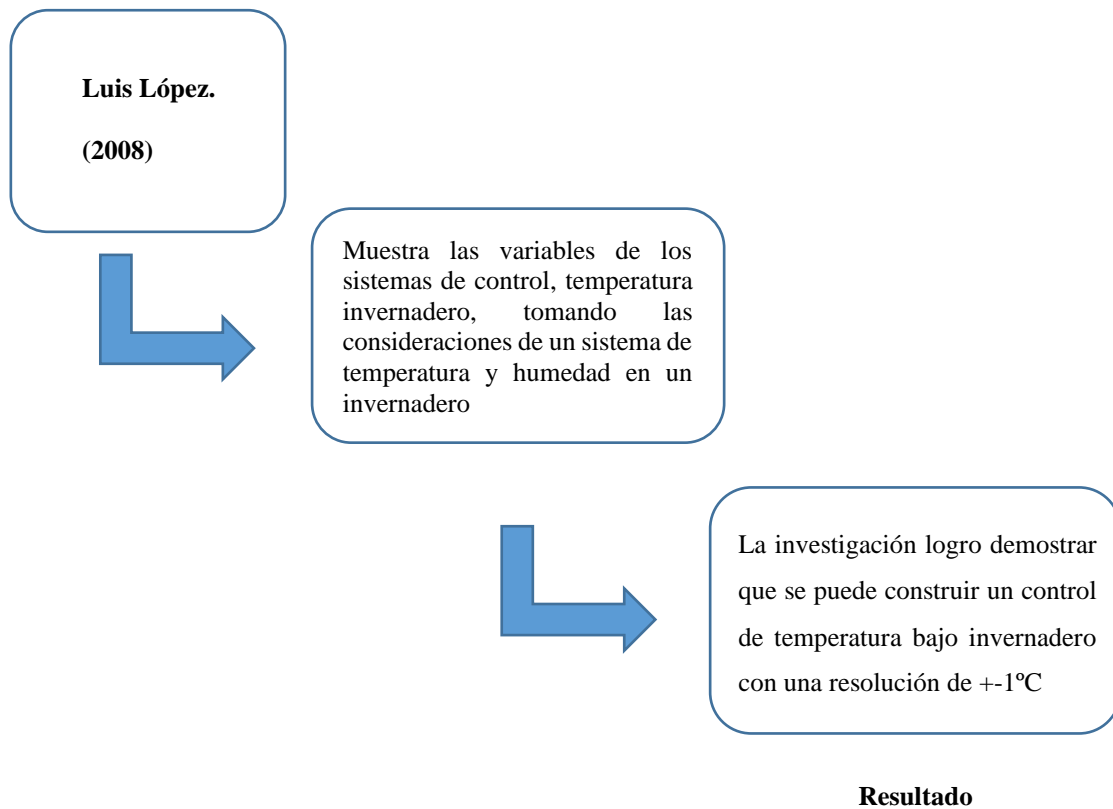 Luis López.
(2008)
Muestra las variables de los
sistemas de control, temperatura
invernadero, tomando las
consideraciones de un sistema de
temperatura y humedad en un
invernadero
La investigación logro demostrar
que se puede construir un control
de temperatura bajo invernadero
con una resolución de +-1ºC
Resultado